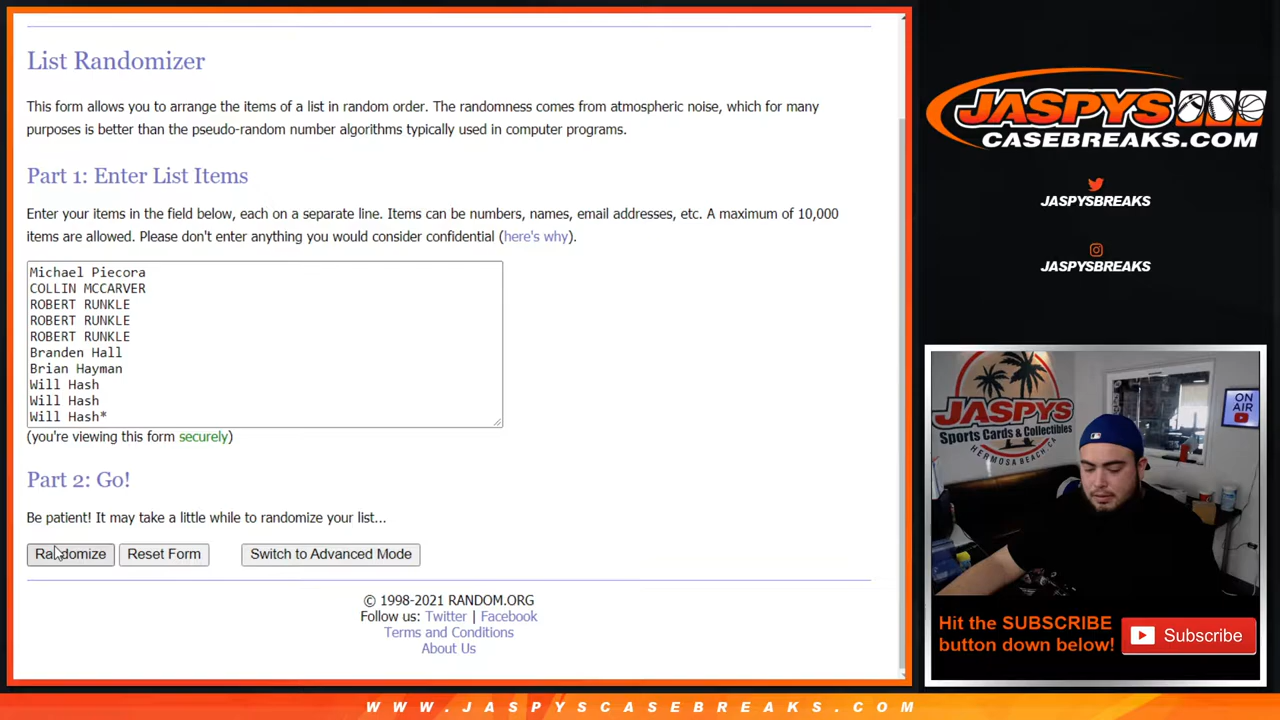 List Randomizer
This form allows you to arrange the items of a list in random order. The randomness comes from atmospheric noise, which for many
purposes is better than the pseudo-random number algorithms typically used in computer programs.
Part 1: Enter List Items
Enter your items in the field below, each on a separate line. Items can be numbers, names, email addresses, etc. A maximum of 10,000
items are allowed. Please don't enter anything you would consider confidential (here's why).
Michael Piecora
COLLIN MCCARVER
ROBERT RUNKLE
ROBERT RUNKLE
ROBERT RUNKLE
Branden Hall
Brian Hayman
Will Hash
Will Hash
Will Hash*
(you're viewing this form securely)
Part 2: Go!
Be patient! It may take a little while to randomize your list...
Randomize Reset Form Switch to Advanced Mode
© 1998-2021 RANDOM.ORG
Follow us: Twitter | Facebook
Terms and Conditions
About Us
JASPYS
CASEBREAKS.COM
JASPYSBREAKS
JASPYSBREAKS
JASPYS
Sports Cards & Collectibles
HERMOSA BEACH, CA
ON
AIR
Hit the SUBSCRIBE
button down below!
Subscribe
WWW.JASPYSCASEBREAKS.COM